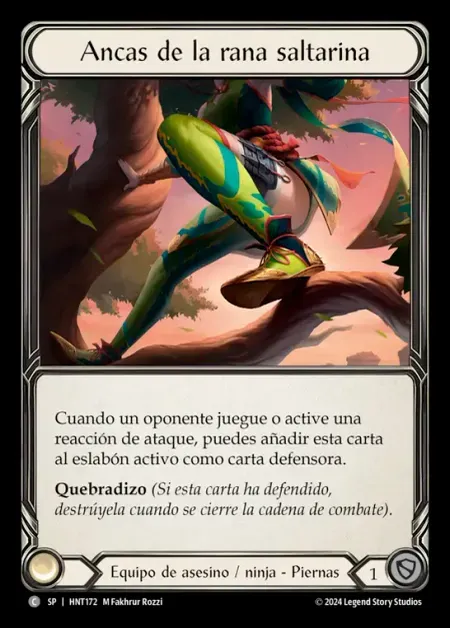 Ancas de la rana saltarina
Cuando un oponente juegue o active una
reacción de ataque, puedes añadir esta carta
al eslabón activo como carta defensora.
Quebradizo (Si esta carta ha defendido,
destrúyela cuando se cierre la cadena de combate).
Equipo de asesino / ninja - Piernas
1
C SP | HNT172 M Fakhrur Rozzi
© 2024 Legend Story Studios